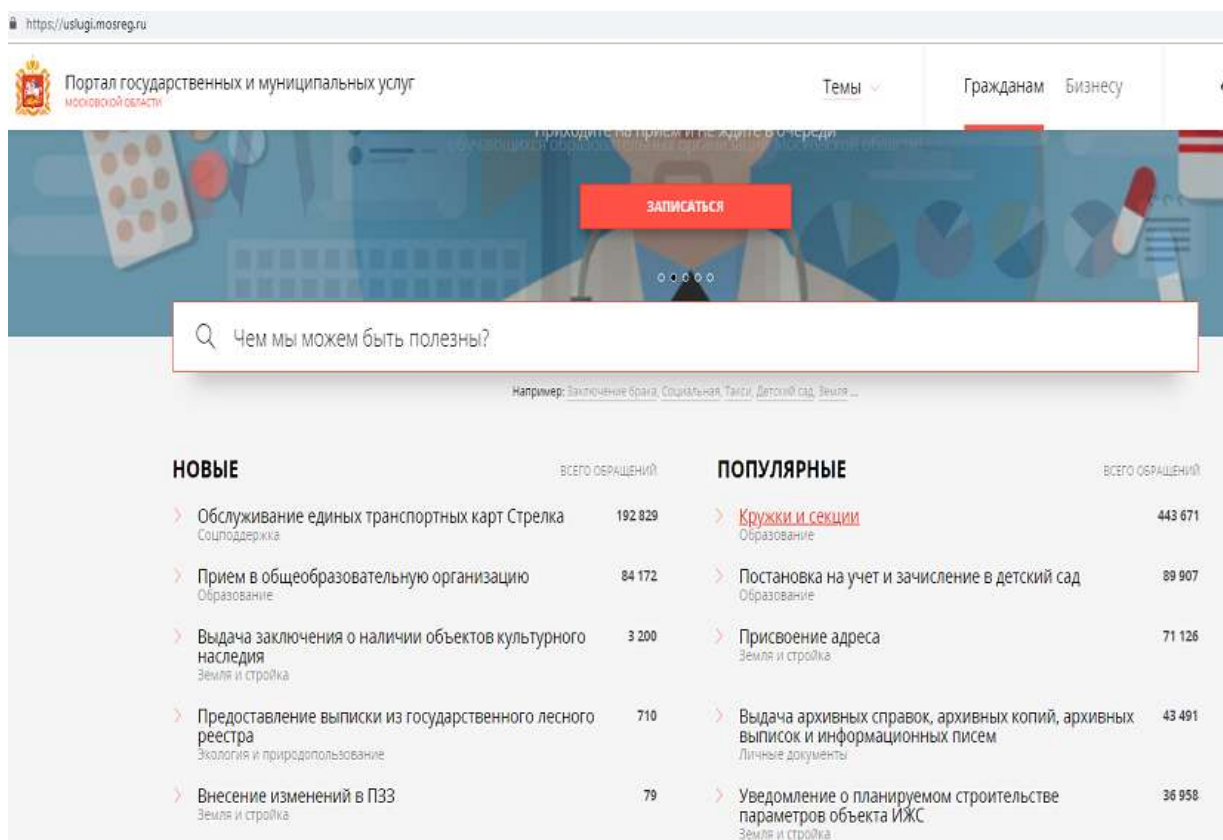 https://uslugi.mosreg.ru
Портал государственных и муниципальных услуг
МОСКОВСКОЙ ОБЛАСТИ
Темы
Гражданам
Бизнесу
Приходите на прием и не ждите в очереди
ЗАПИСАТЬСЯ
Чем мы можем быть полезны?
Например: Заключение брака, Социальная, Такси, Детский сад, Земля ...
НОВЫЕ
ВСЕГО ОБРАЩЕНИЙ
Обслуживание единых транспортных карт Стрелка 192 829
Соцподдержка
Прием в общеобразовательную организацию 84 172
Образование
Выдача заключения о наличии объектов культурного 3 200
наследия
Земля и стройка
Предоставление выписки из государственного лесного 710
реестра
Экология и природопользование
Внесение изменений в ПЗЗ 79
Земля и стройка
ПОПУЛЯРНЫЕ
ВСЕГО ОБРАЩЕНИЙ
Кружки и секции 443 671
Образование
Постановка на учет и зачисление в детский сад 89 907
Образование
Присвоение адреса 71 126
Земля и стройка
Выдача архивных справок, архивных копий, архивных 43 491
выписок и информационных писем
Личные документы
Уведомление о планируемом строительстве 36 958
параметров объекта ИЖС
Земля и стройка